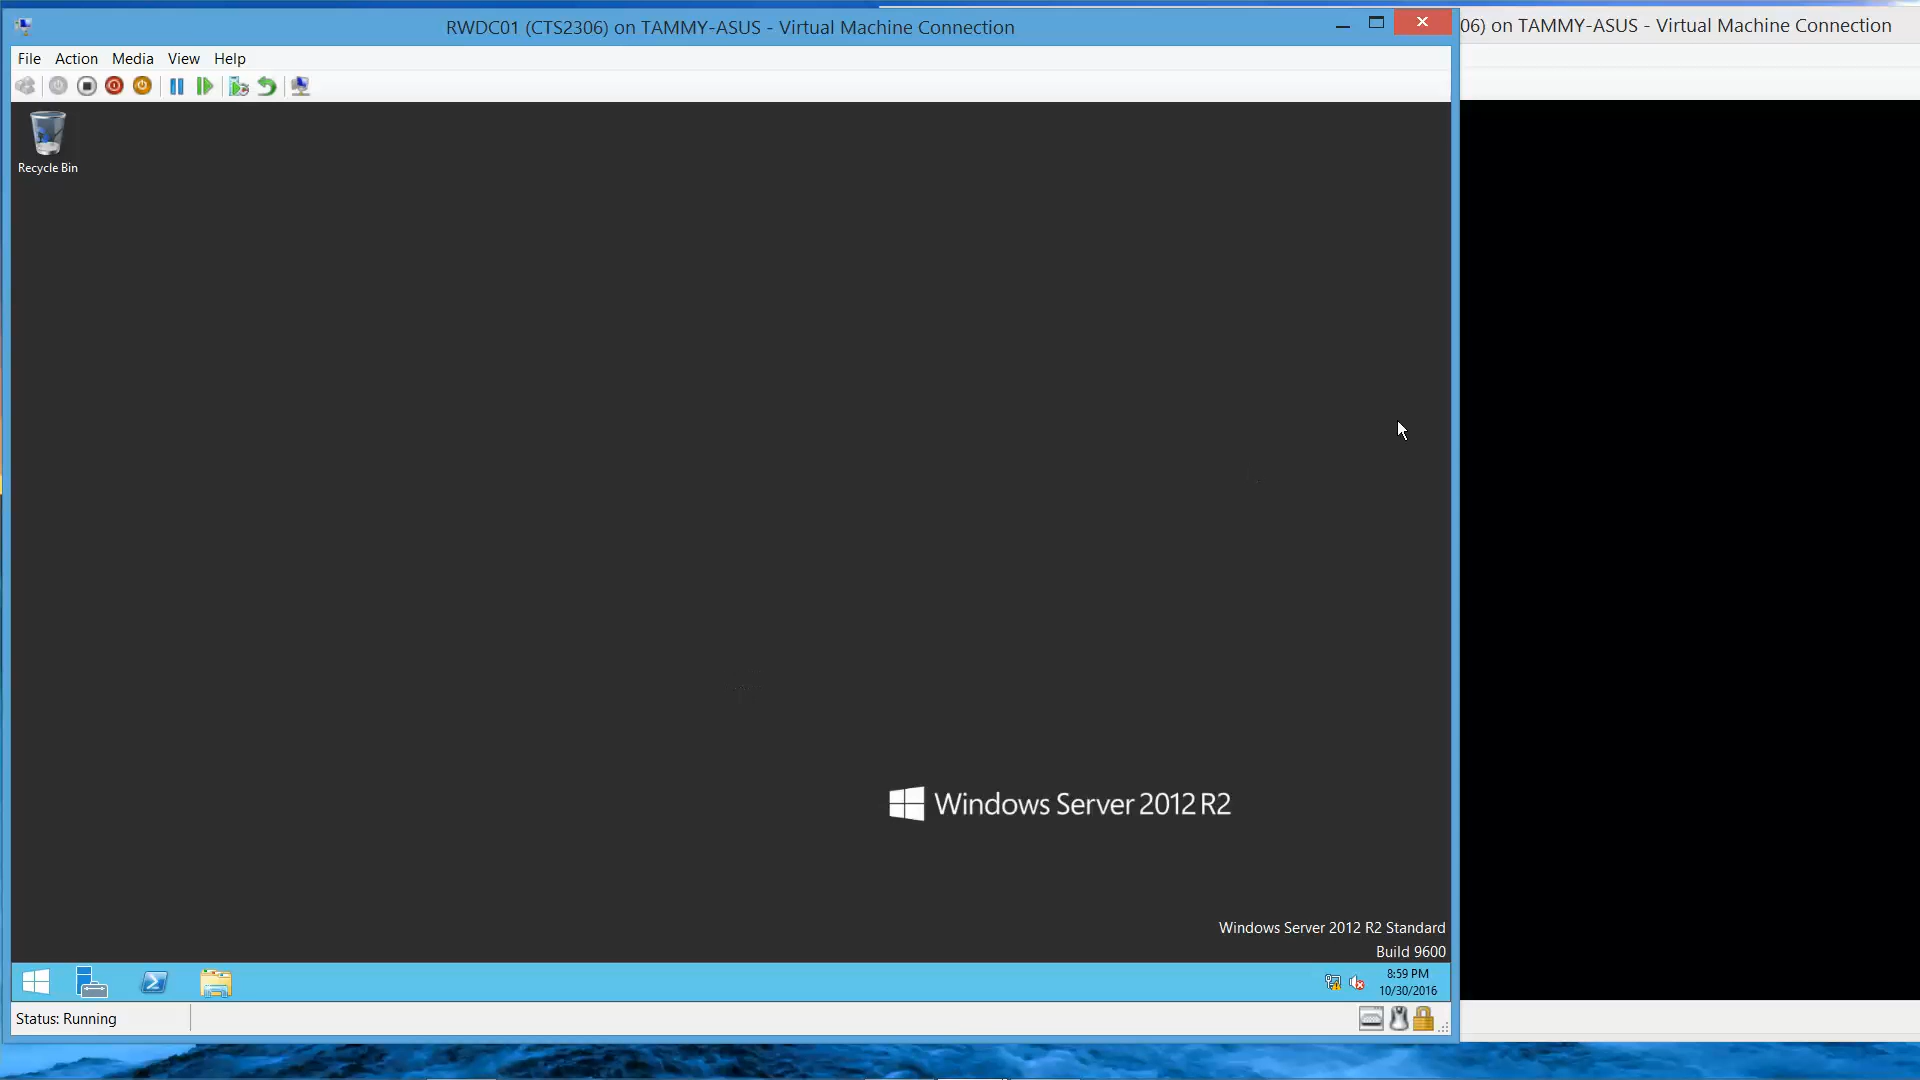 RWDC01 (CTS2306) on TAMMY-ASUS - Virtual Machine Connection
06) on TAMMY-ASUS - Virtual Machine Connection
File Action Media View Help
Recycle Bin
Windows Server 2012 R2
Windows Server 2012 R2 Standard
Build 9600
8:59 PM
10/30/2016
Status: Running